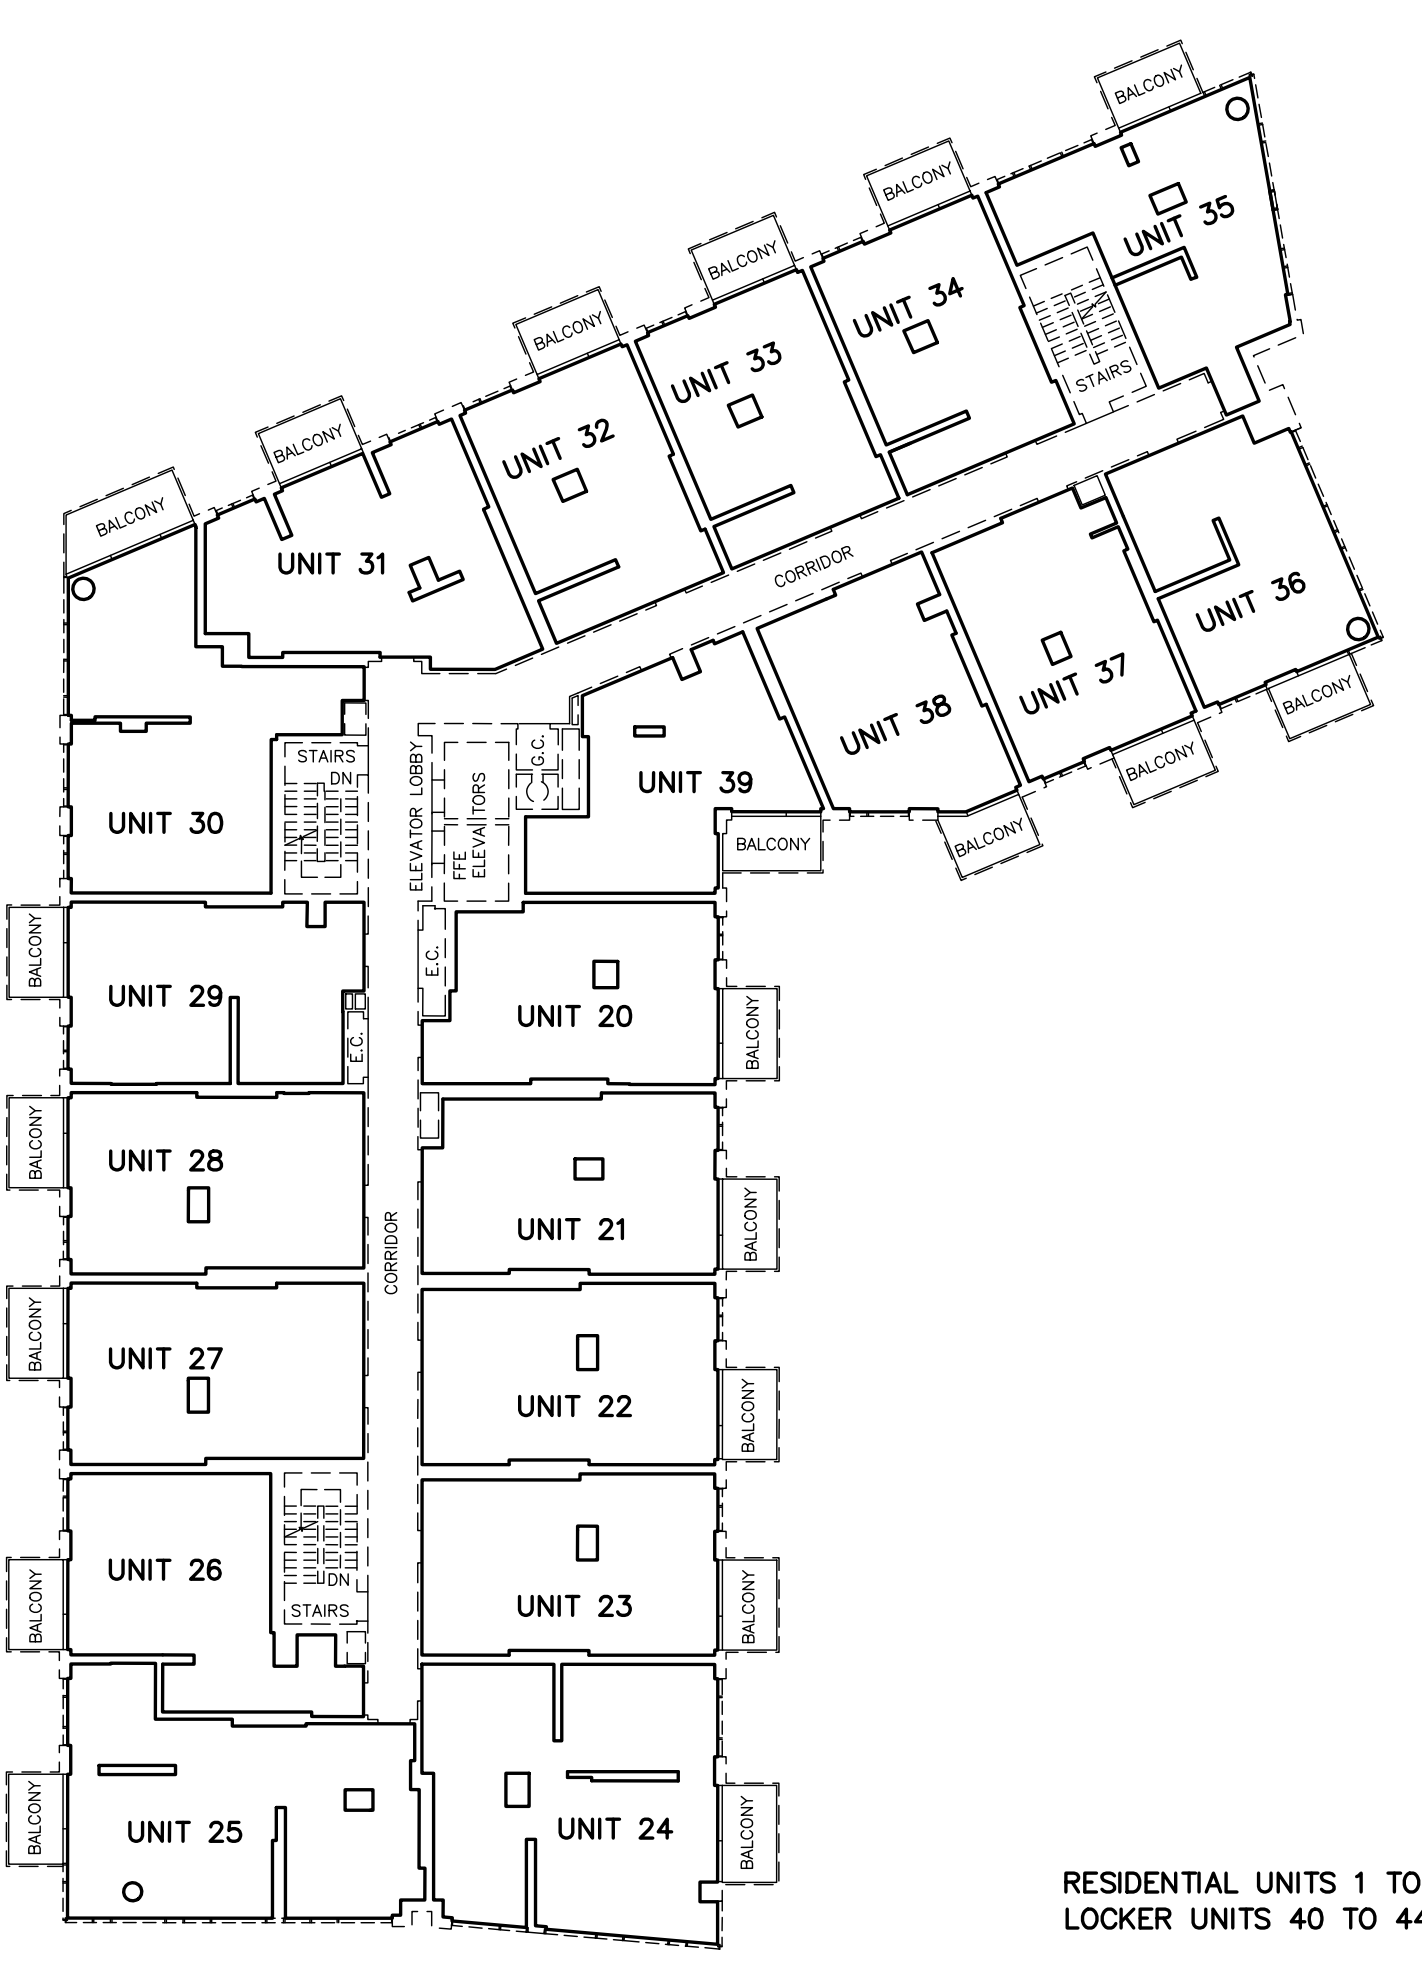 BALCONY
BALCONY
UNIT 35
BALCONY
UNIT 34
BALCONY
UNIT 33
STAIRS
BALCONY
UNIT 32
BALCONY
UNIT 31
BALCONY
CORRIDOR
UNIT 36
BALCONY
UNIT 37
BALCONY
UNIT 38
BALCONY
UNIT 39
BALCONY
G.C.
ELEVATORS
FFE
ELEVATOR LOBBY
STAIRS
DN
UNIT 30
BALCONY
UNIT 29
E.C.
E.C.
UNIT 20
BALCONY
BALCONY
UNIT 28
UNIT 21
BALCONY
CORRIDOR
BALCONY
UNIT 27
UNIT 22
BALCONY
UNIT 26
DN
STAIRS
BALCONY
UNIT 23
BALCONY
BALCONY
UNIT 25
UNIT 24
BALCONY
RESIDENTIAL UNITS 1 TO
LOCKER UNITS 40 TO